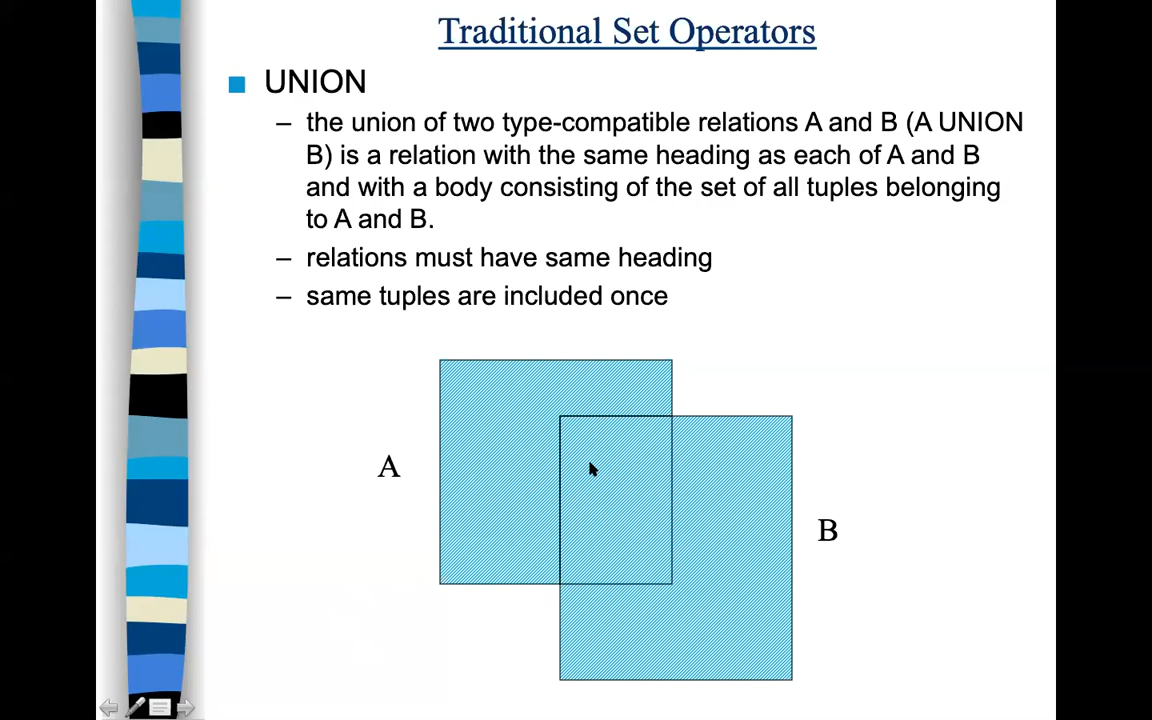 Traditional Set Operators
UNION
– the union of two type-compatible relations A and B (A UNION
B) is a relation with the same heading as each of A and B
and with a body consisting of the set of all tuples belonging
to A and B.
– relations must have same heading
– same tuples are included once
A
B